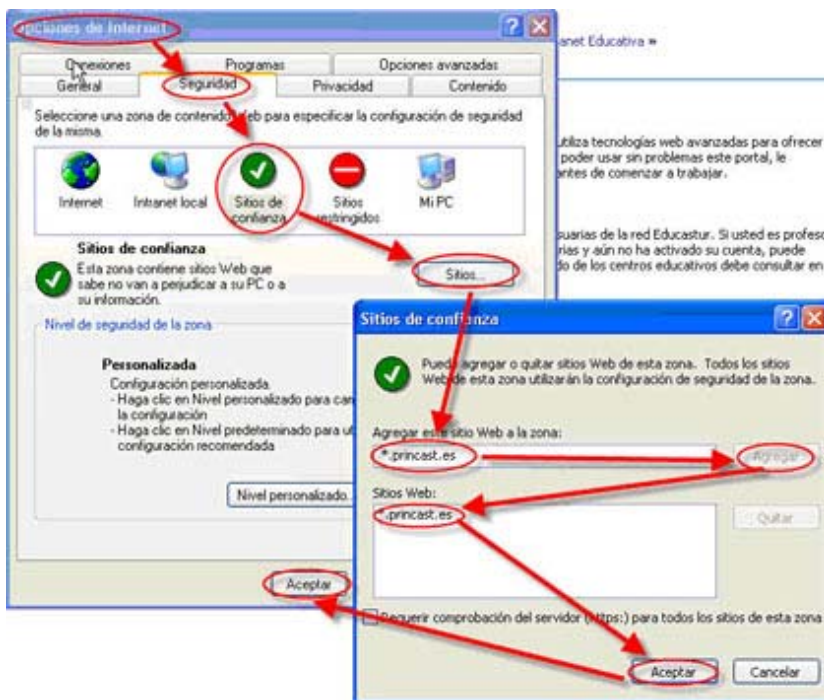 Opciones de Internet
anet Educativa »
Conexiones Programas Opciones avanzadas
General Seguridad Privacidad Contenido
Seleccione una zona de contenido Web para especificar la configuración de seguridad
de la misma.
Internet Intranet local Sitios de confianza Sitios restringidos Mi PC
utiliza tecnologías web avanzadas para ofrecer
poder usar sin problemas este portal, le
antes de comenzar a trabajar.
Sitios de confianza
Esta zona contiene sitios Web que
sabe no van a perjudicar a su PC o a
su información.
Sitios...
suarias de la red Educastur. Si usted es profeso
rias y aún no ha activado su cuenta, puede
do de los centros educativos debe consultar en
Nivel de seguridad de la zona
Personalizada
Configuración personalizada.
- Haga clic en Nivel personalizado para can
la configuración
- Haga clic en Nivel predeterminado para ut
configuración recomendada
Nivel personalizado.
Aceptar
Sitios de confianza
Puede agregar o quitar sitios Web de esta zona. Todos los sitios
Web de esta zona utilizarán la configuración de seguridad de la zona.
Agregar este sitio Web a la zona:
*.princast.es
Agregar
Sitios Web:
*.princast.es
Quitar
Requerir comprobación del servidor (https:) para todos los sitios de esta zona
Aceptar Cancelar